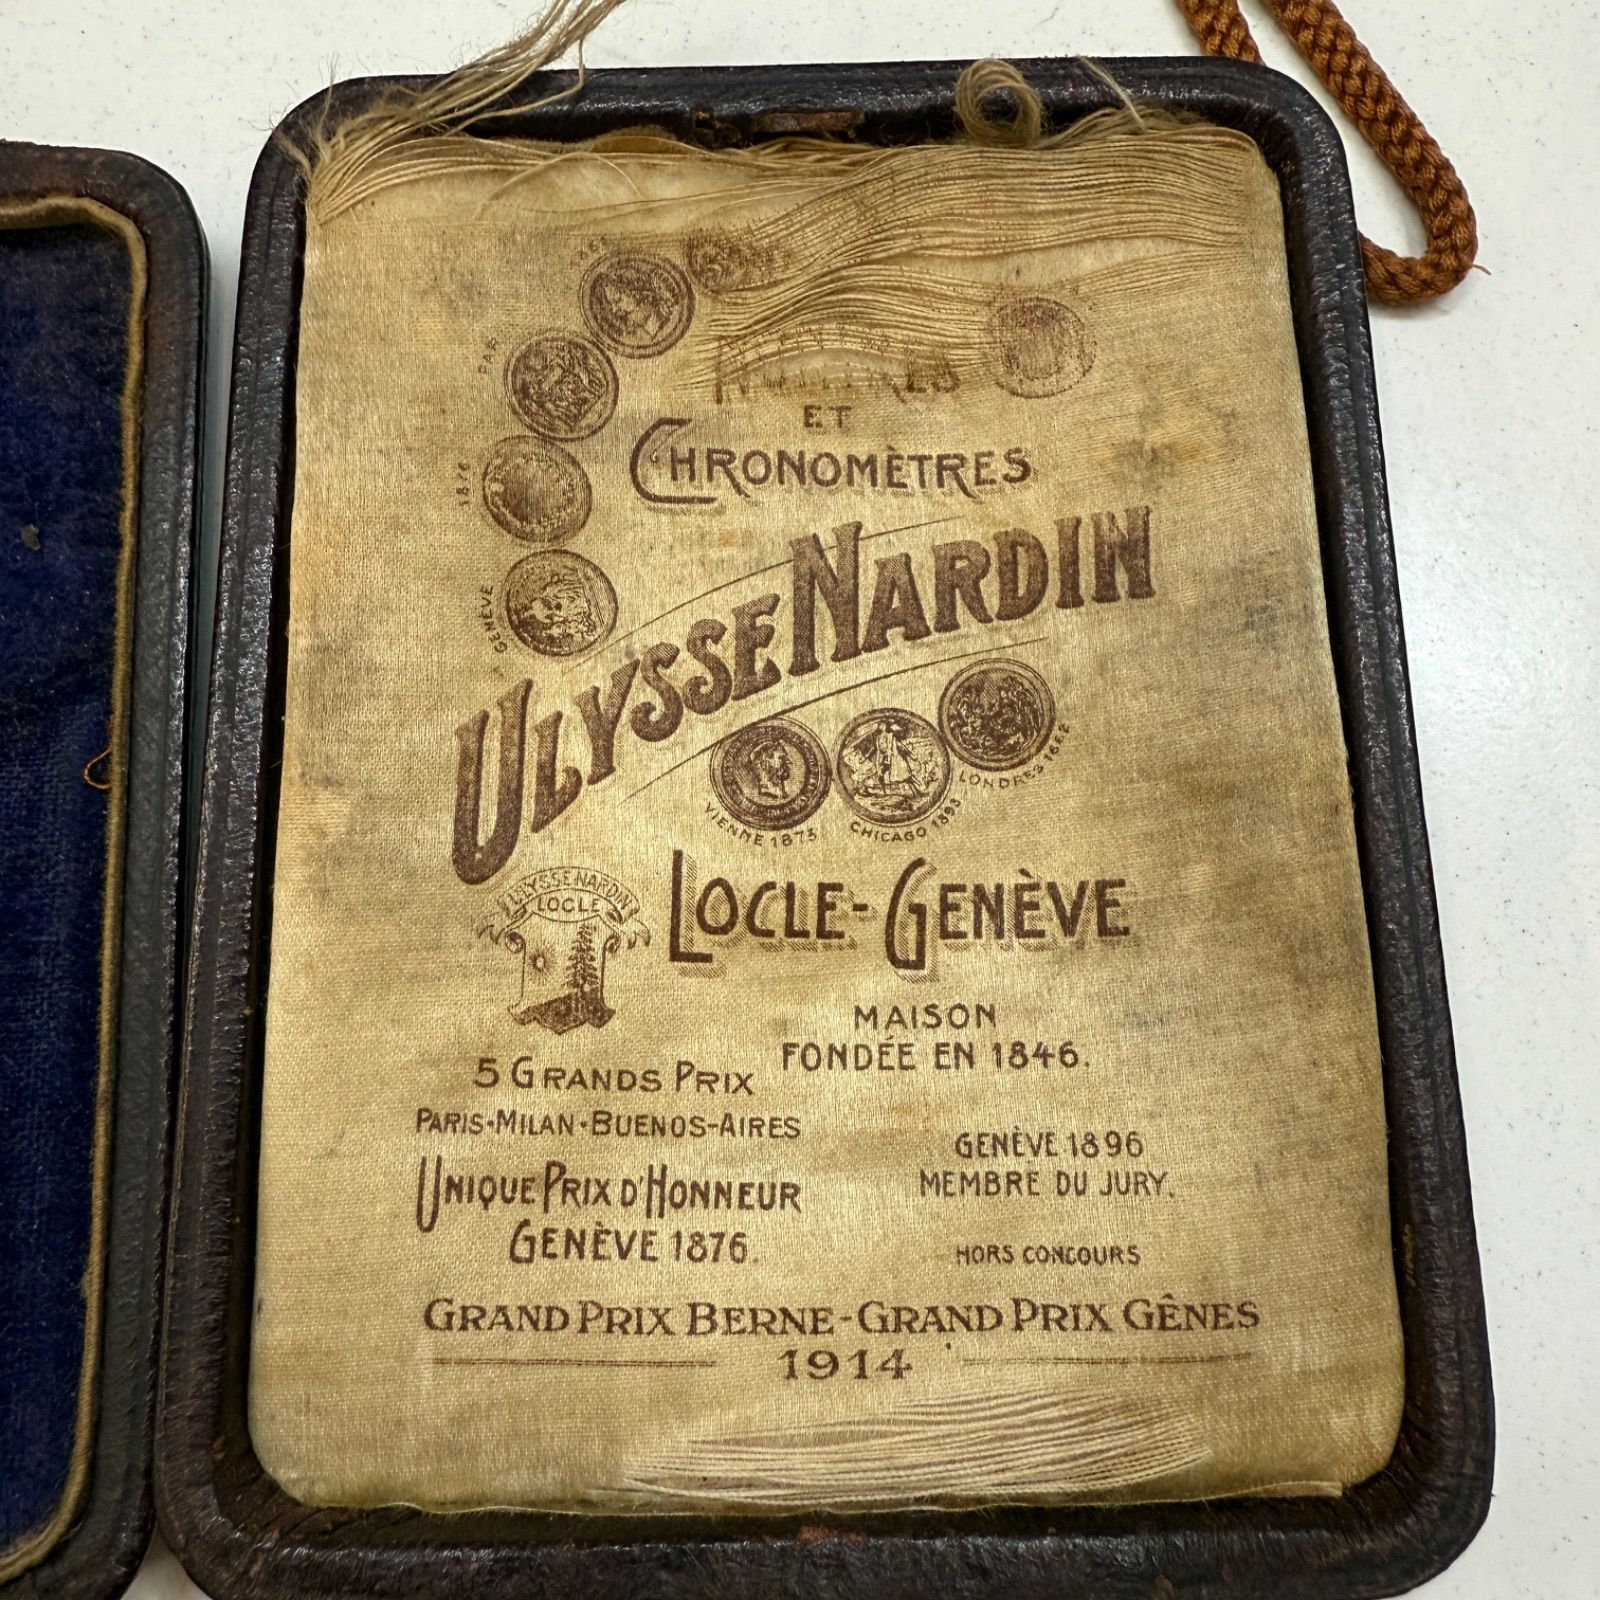 ET
CHRONOMÈTRES
ULYSSE NARDIN
GENÈVE
VIENNE 1873
CHICAGO 1893
LONDRES
ULYSSE NARDIN
LOCLE
LOCLE-GENÈVE
MAISON
FONDÉE EN 1846.
5 GRANDS PRIX
PARIS·MILAN·BUENOS-AIRES
UNIQUE PRIX D'HONNEUR
GENÈVE 1876.
GENÈVE 1896
MEMBRE DU JURY.
HORS CONCOURS
GRAND PRIX BERNE-GRAND PRIX GÊNES
1914